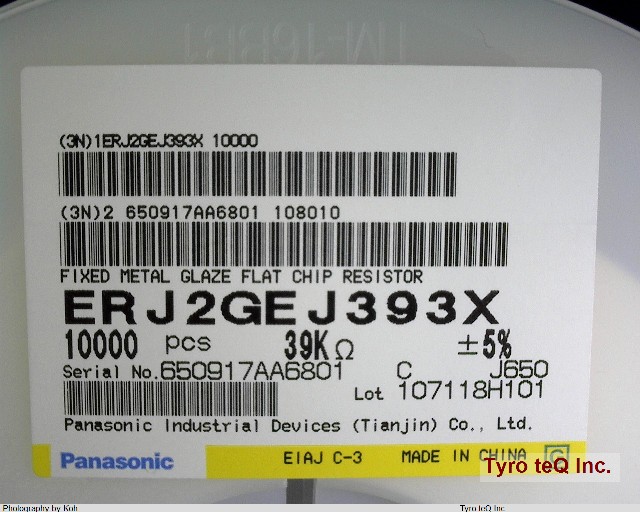 (3N)1ERJ2GEJ393X 10000
(3N)2 650917AA6801 108010
FIXED METAL GLAZE FLAT CHIP RESISTOR
ERJ2GEJ393X
10000 pcs 39KΩ ±5%
Serial No.650917AA6801 C J650
Lot 107118H101
Panasonic Industrial Devices (Tianjin) Co., Ltd.
Panasonic EIAJ C-3 MADE IN CHINA C
Tyro teQ Inc.
Photography by Koh Tyro teQ Inc